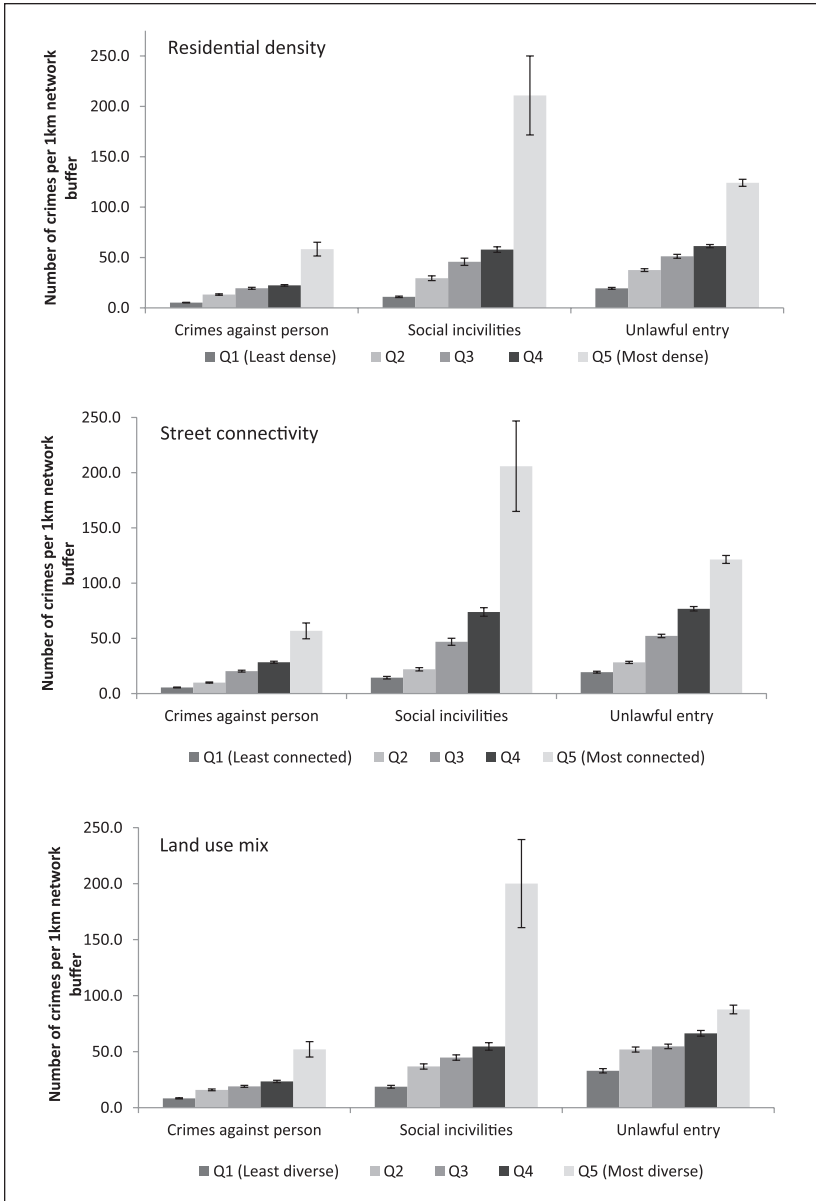 Residential density
Number of crimes per 1km network
buffer
250.0
200.0
150.0
100.0
50.0
0.0
Crimes against person Social incivilities Unlawful entry
Q1 (Least dense) Q2 Q3 Q4 Q5 (Most dense)
Street connectivity
Number of crimes per 1km network
buffer
250.0
200.0
150.0
100.0
50.0
0.0
Crimes against person Social incivilities Unlawful entry
Q1 (Least connected) Q2 Q3 Q4 Q5 (Most connected)
Land use mix
Number of crimes per 1km network
buffer
250.0
200.0
150.0
100.0
50.0
0.0
Crimes against person Social incivilities Unlawful entry
Q1 (Least diverse) Q2 Q3 Q4 Q5 (Most diverse)